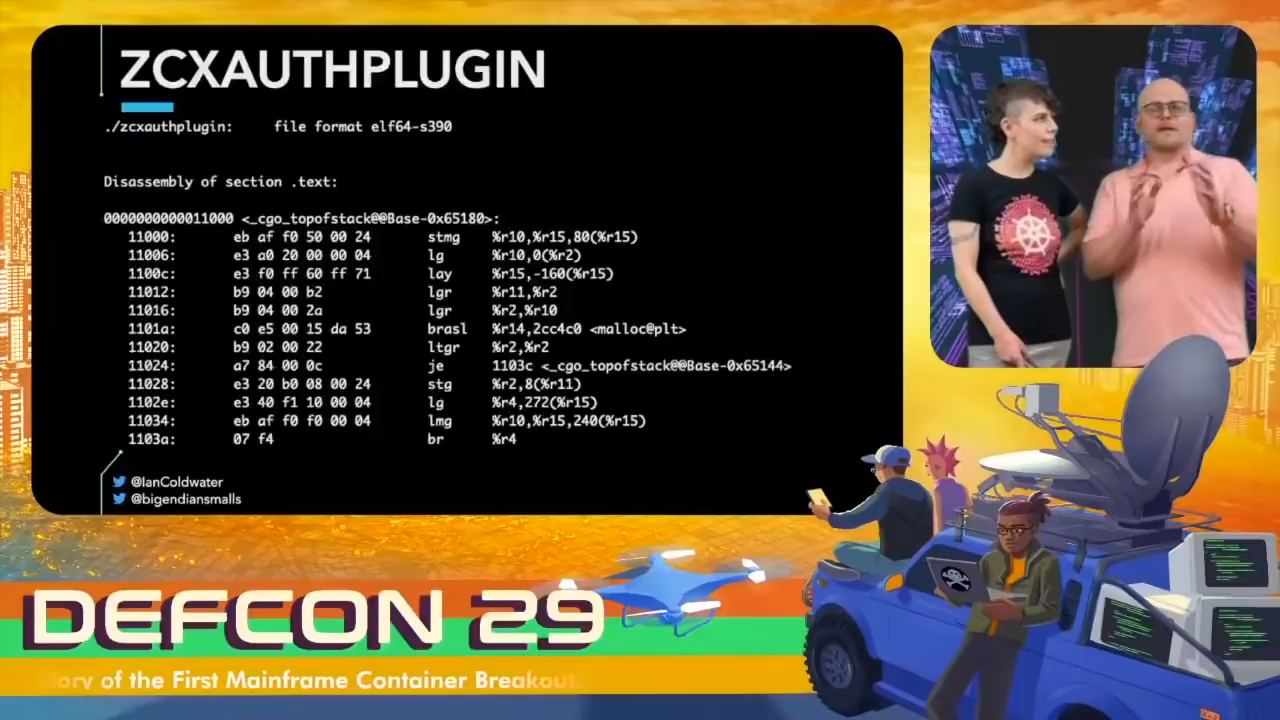 ZCXAUTHPLUGIN
./zcxauthplugin:     file format elf64-s390
Disassembly of section .text:
0000000000011000 <_cgo_topofstack@@Base-0x65180>:
11000:       eb af f0 50 00 24       stmg    %r10,%r15,80(%r15)
11006:       e3 a0 20 00 00 04       lg      %r10,0(%r2)
1100c:       e3 f0 ff 60 ff 71       lay     %r15,-160(%r15)
11012:       b9 04 00 b2             lgr     %r11,%r2
11016:       b9 04 00 2a             lgr     %r2,%r10
1101a:       c0 e5 00 15 da 53       brasl   %r14,2cc4c0 <malloc@plt>
11020:       b9 02 00 22             ltgr    %r2,%r2
11024:       a7 84 00 0c             je      1103c <_cgo_topofstack@@Base-0x65144>
11028:       e3 20 b0 08 00 24       stg     %r2,8(%r11)
1102e:       e3 40 f1 10 00 04       lg      %r4,272(%r15)
11034:       eb af f0 f0 00 04       lmg     %r10,%r15,240(%r15)
1103a:       07 f4                   br      %r4
@IanColdwater
@bigendiansmalls
DEFCON 29
of the First Mainframe Container Breakout